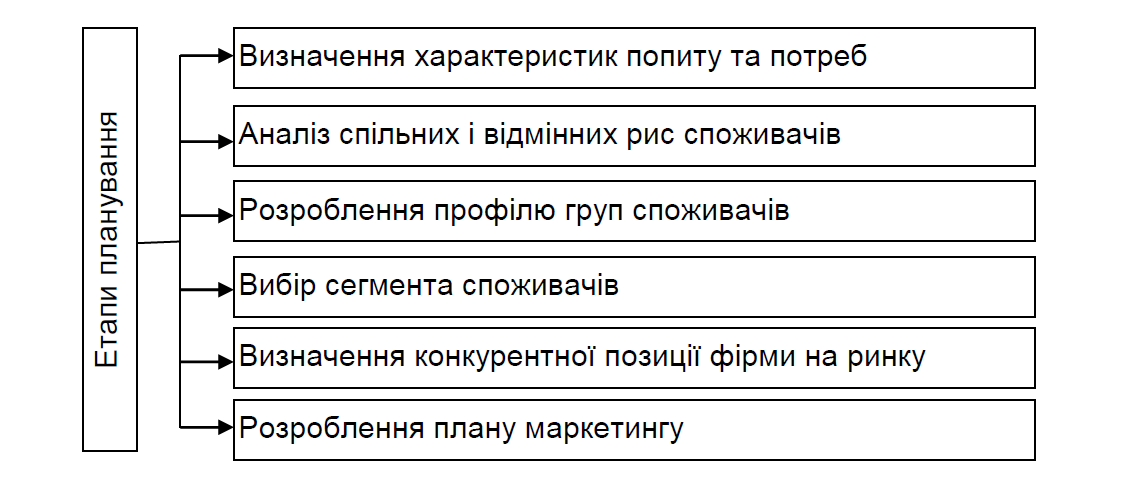 Етапи планування
Визначення характеристик попиту та потреб
Аналіз спільних і відмінних рис споживачів
Розроблення профілю груп споживачів
Вибір сегмента споживачів
Визначення конкурентної позиції фірми на ринку
Розроблення плану маркетингу